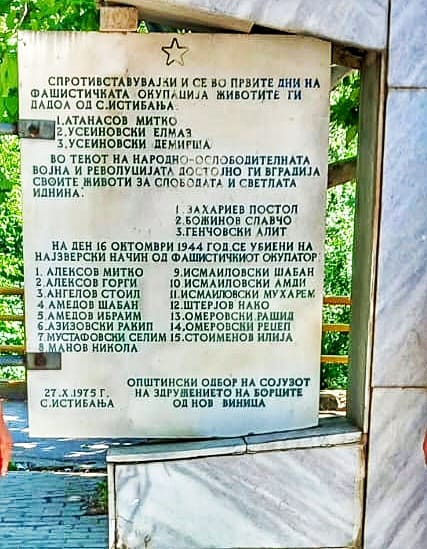 СПРОТИВСТАВУВАЈКИ И СЕ ВО ПРВИТЕ ДНИ НА
ФАШИСТИЧКАТА ОКУПАЦИЈА ЖИВОТИТЕ ГИ
ДАДОА ОД С.ИСТИБАЊА:
1.АТАНАСОВ МИТКО
2.УСЕИНОВСКИ ЕЛМАЗ
3.УСЕИНОВСКИ ДЕМИРША
ВО ТЕКОТ НА НАРОДНО-ОСЛОБОДИТЕЛНАТА
ВОЈНА И РЕВОЛУЦИЈАТА ДОСТОЈНО ГИ ВГРАДИЈА
СВОИТЕ ЖИВОТИ ЗА СЛОБОДАТА И СВЕТЛАТА
ИДНИНА:
1. ЗАХАРИЕВ ПОСТОЛ
2.БОЖИНОВ СЛАВЧО
3.ГЕНЧОВСКИ АЛИТ
НА ДЕН 16 ОКТОМВРИ 1944 ГОД.СЕ УБИЕНИ НА
НАЈЗВЕРСКИ НАЧИН ОД ФАШИСТИЧКИОТ ОКУПАТОР:
1. АЛЕКСОВ МИТКО
2. АЛЕКСОВ ГОРГИ
3. АНГЕЛОВ СТОИЛ
4. АМЕДОВ ШАБАН
5.АМЕДОВ ИБРАИМ
6. АЗИЗОВСКИ РАКИП
7.МУСТАФОВСКИ СЕЛИМ
8 МАНОВ НИКОЛА
9.ИСМАИЛОВСКИ ШАБАН
10.ИСМАИЛОВСКИ АМДИ
11.ИСМАИЛОВСКИ МУХАРЕМ
12.ШТЕРЈОВ НАКО
13.ОМЕРОВСКИ РАШИД
14.ОМЕРОВСКИ РЕЏЕП
15.СТОИМЕНОВ ИЛИЈА
27.X.1975 Г.
С.ИСТИБАЊА
ОПШТИНСКИ ОДБОР НА СОЈУЗОТ
НА ЗДРУЖЕНИЕТО НА БОРЦИТЕ
ОД НОВ ВИНИЦА